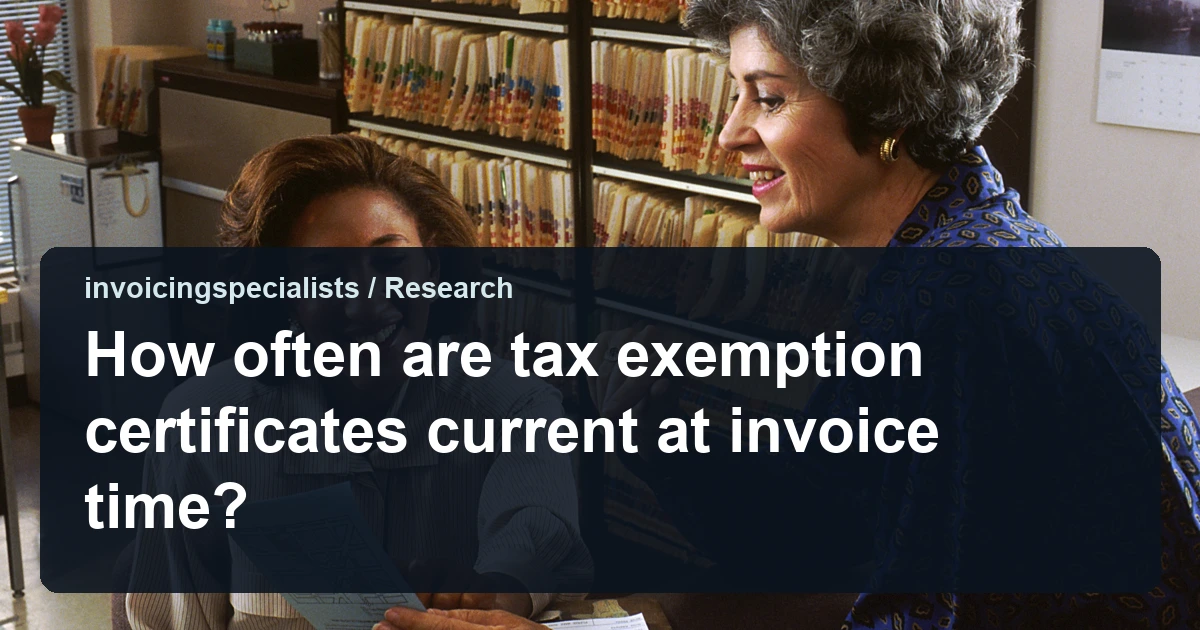 invoicingspecialists / Research
How often are tax exemption
certificates current at invoice
time?